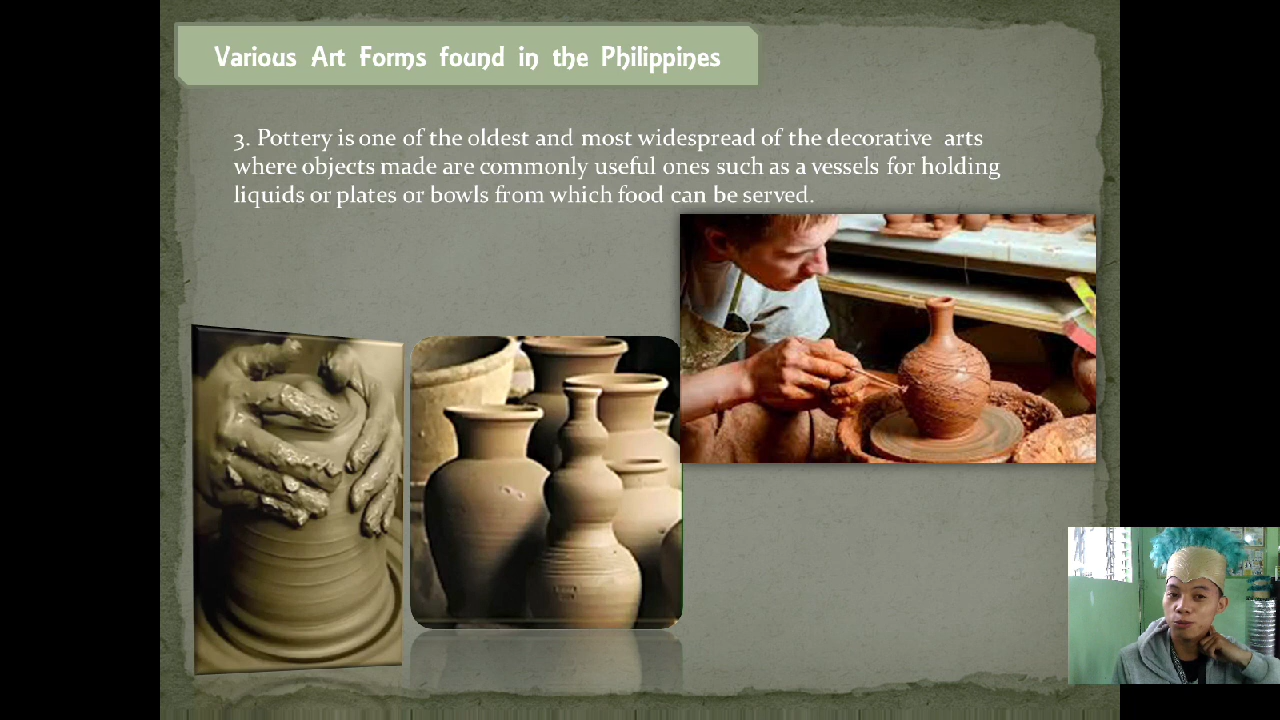 Various Art Forms found in the Philippines
3. Pottery is one of the oldest and most widespread of the decorative arts
where objects made are commonly useful ones such as a vessels for holding
liquids or plates or bowls from which food can be served.